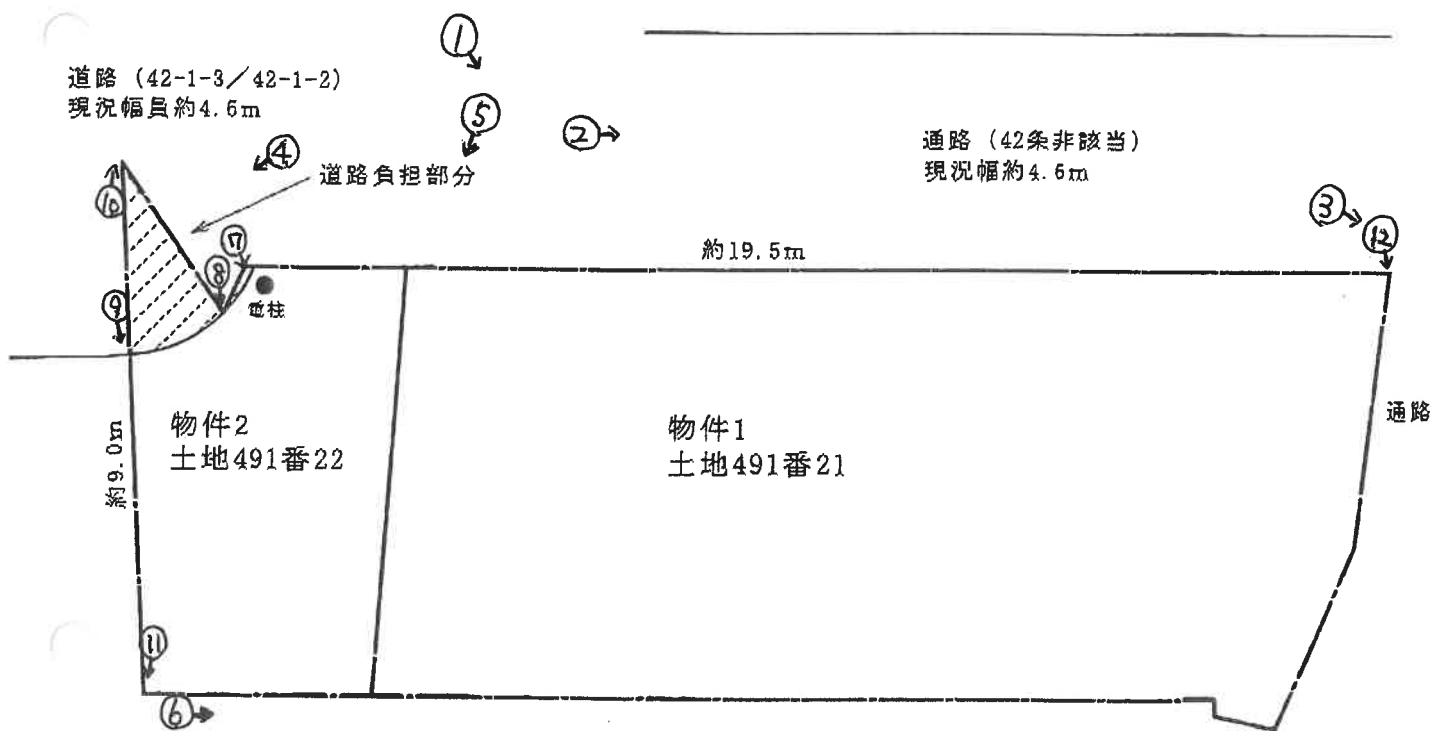 ①
道路 (42-1-3/42-1-2)
現況幅員約4.6m
⑤
②
通路 (42条非該当)
現況幅約4.6m
④
道路負担部分
⑩
③
⑫
⑦
約19.5m
⑧
⑨
電柱
通路
物件2
土地491番22
物件1
土地491番21
約9.0m
⑪
⑥